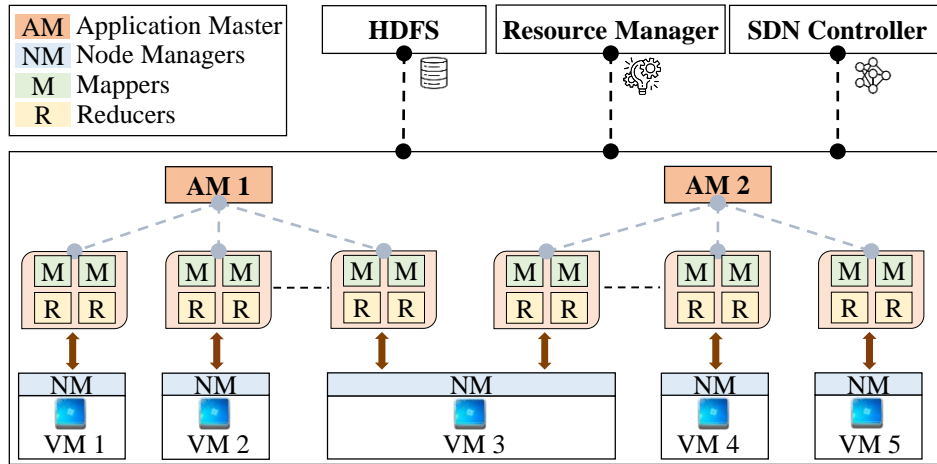 AM Application Master
NM Node Managers
M Mappers
R Reducers
HDFS
Resource Manager
SDN Controller
AM 1
AM 2
M M M M M M M M M M M M
R R R R R R R R R R R R
NM NM NM NM NM
VM 1 VM 2 VM 3 VM 4 VM 5